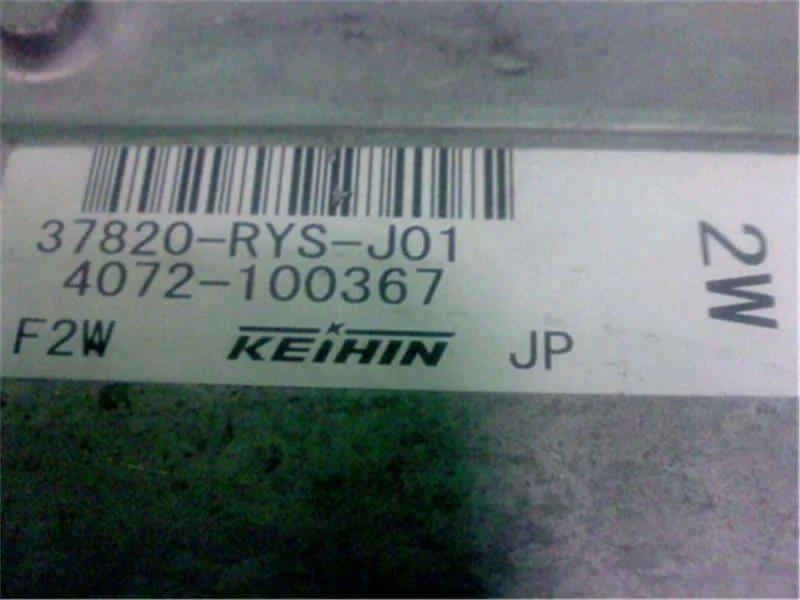 37820-RYS-J01
4072-100367
F2W KEIHIN JP
2W